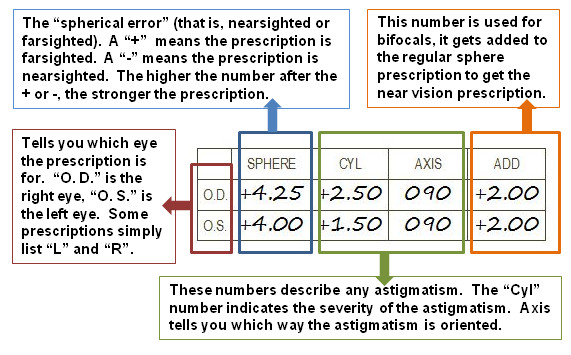 The “spherical error” (that is, nearsighted or
farsighted). A “+” means the prescription is
farsighted. A “-” means the prescription is
nearsighted. The higher the number after the
+ or -, the stronger the prescription.
This number is used for
bifocals, it gets added to
the regular sphere
prescription to get the
near vision prescription.
Tells you which eye
the prescription is
for. “O. D.” is the
right eye, “O. S.” is
the left eye. Some
prescriptions simply
list “L” and “R”.
SPHERE CYL AXIS ADD
O.D. +4.25 +2.50 090 +2.00
O.S. +4.00 +1.50 090 +2.00
These numbers describe any astigmatism. The “Cyl”
number indicates the severity of the astigmatism. Axis
tells you which way the astigmatism is oriented.